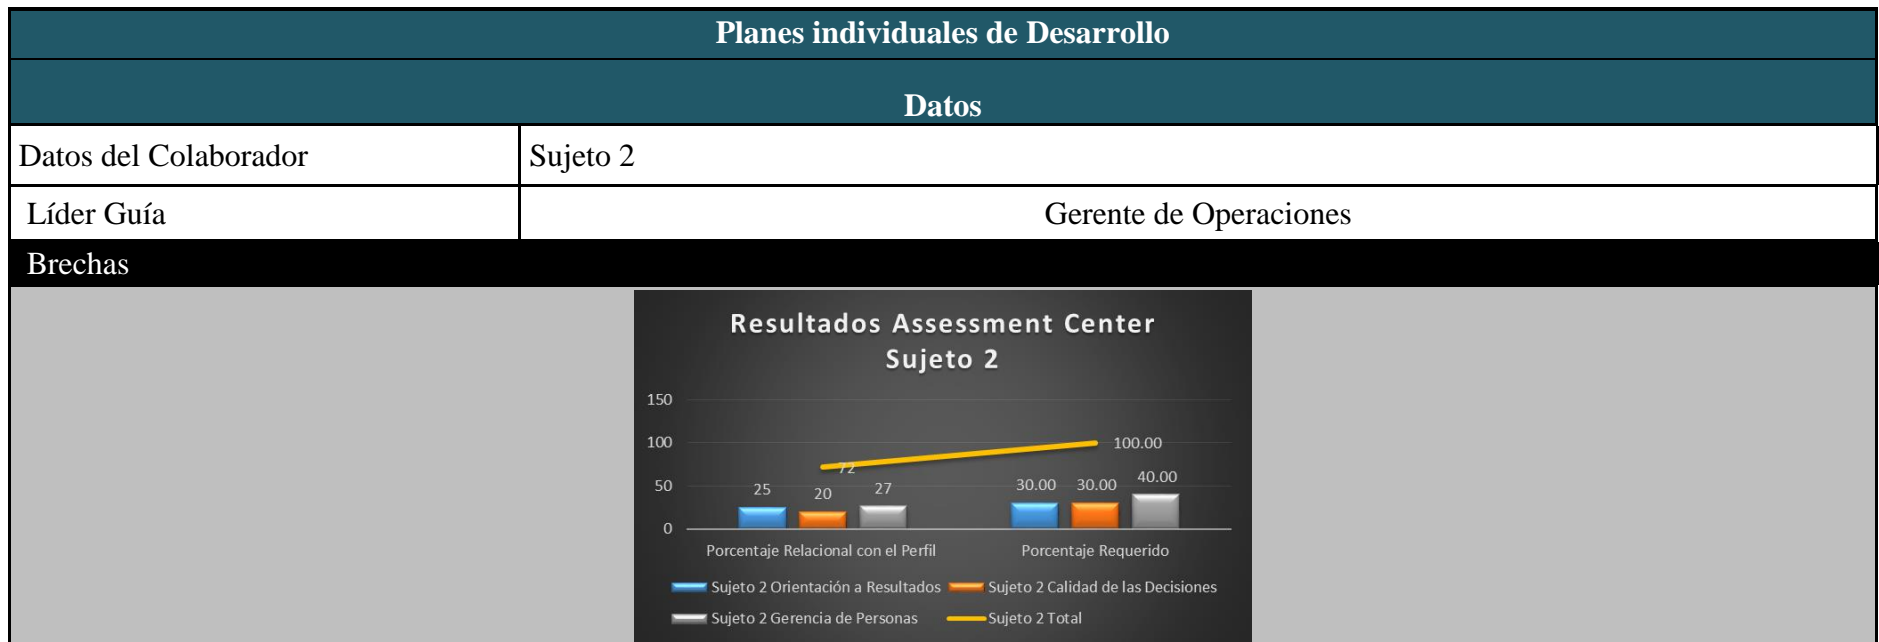 Planes individuales de Desarrollo
Datos
Datos del Colaborador Sujeto 2
Líder Guía Gerente de Operaciones
Brechas
Resultados Assessment Center
Sujeto 2
150
100
50
0
72
100.00
25 20 27
30.00 30.00 40.00
Porcentaje Relacional con el Perfil Porcentaje Requerido
Sujeto 2 Orientación a Resultados Sujeto 2 Calidad de las Decisiones
Sujeto 2 Gerencia de Personas Sujeto 2 Total